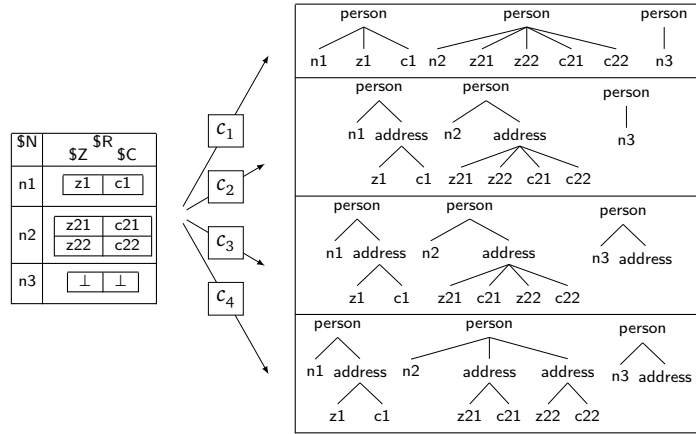 $N $R
$Z $C
n1 z1 c1
n2 z21 c21
z22 c22
n3 ⊥ ⊥
c1
c2
c3
c4
person person person
n1 z1 c1 n2 z21 z22 c21 c22 n3
person person person
n1 address n2 address n3
z1 c1 z21 z22 c21 c22
person person person
n1 address n2 address n3 address
z1 c1 z21 c21 z22 c22
person person person
n1 address n2 address address n3 address
z1 c1 z21 c21 z22 c22